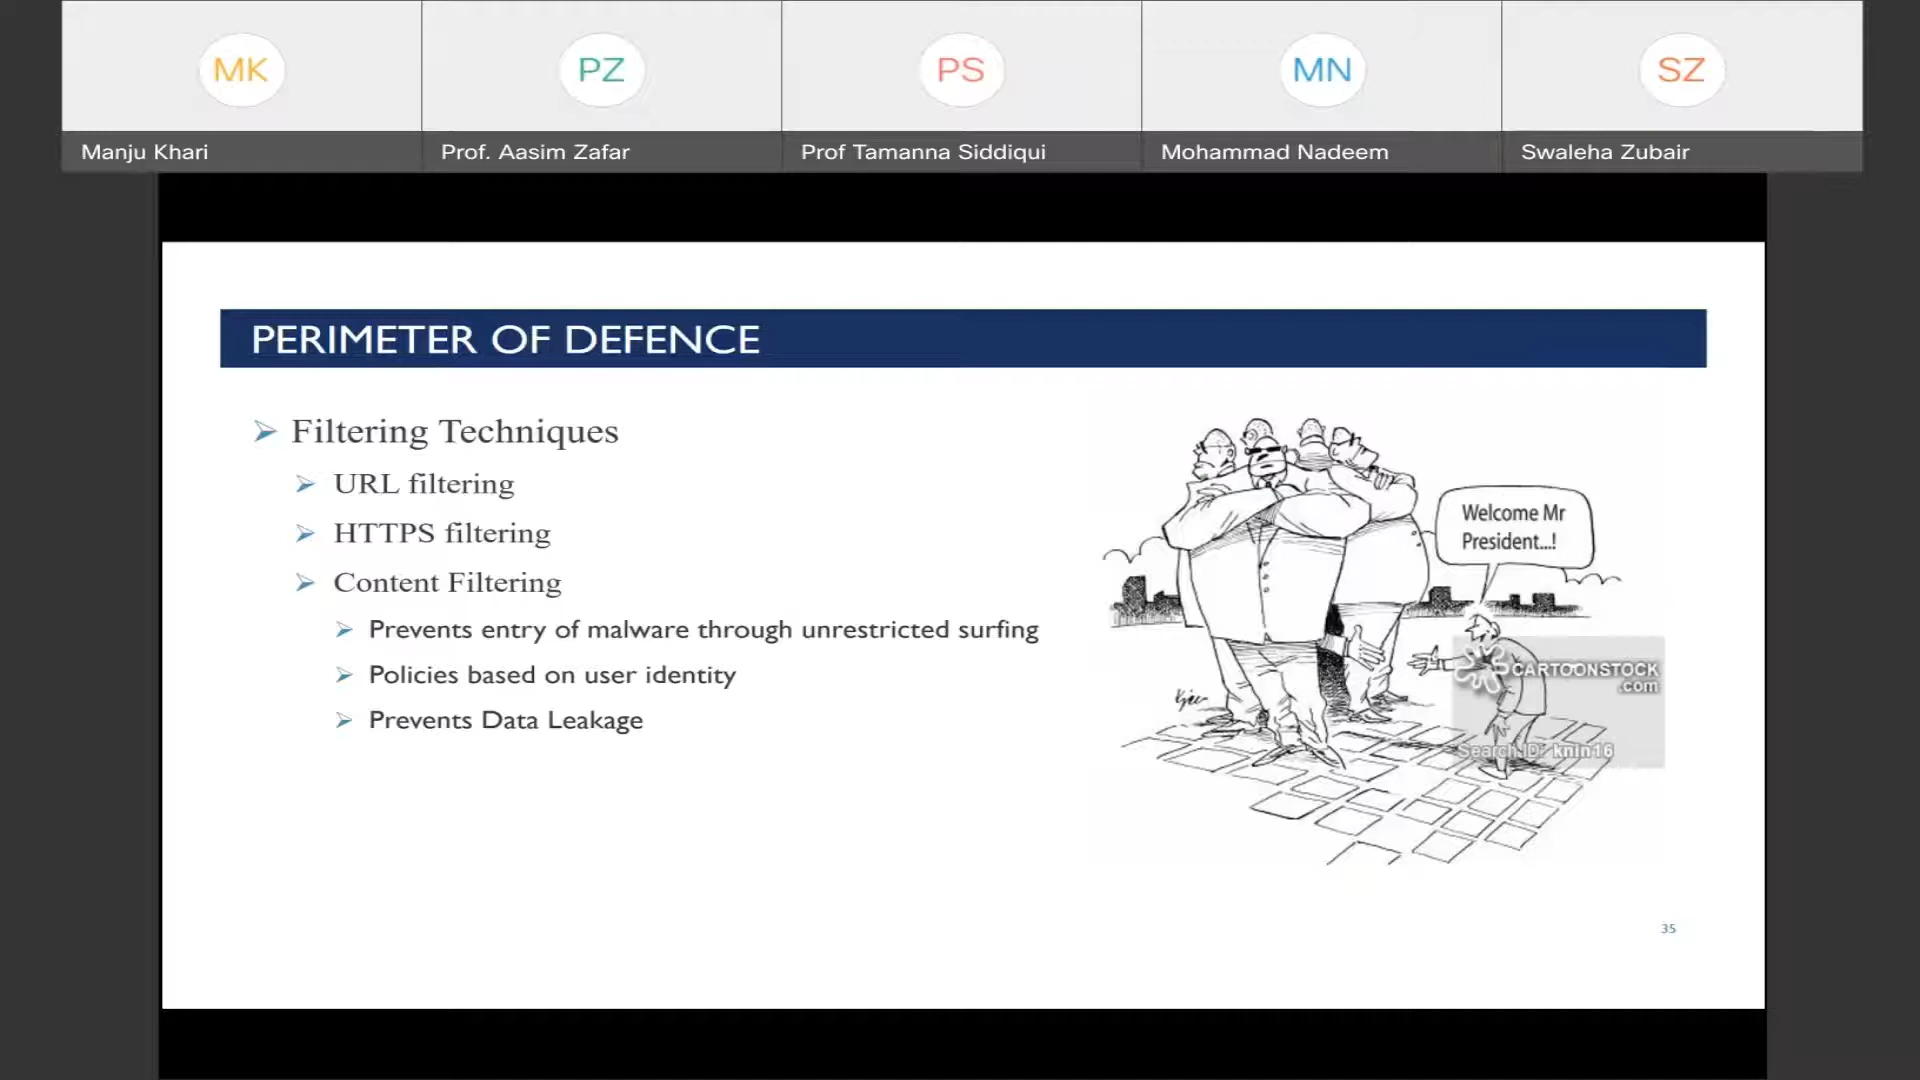 MK
PZ
PS
MN
SZ
Manju Khari
Prof. Aasim Zafar
Prof Tamanna Siddiqui
Mohammad Nadeem
Swaleha Zubair
PERIMETER OF DEFENCE
Filtering Techniques
URL filtering
HTTPS filtering
Content Filtering
Prevents entry of malware through unrestricted surfing
Policies based on user identity
Prevents Data Leakage
Welcome Mr
President...!
CARTOONSTOCK
.com
Search ID: knin16
35